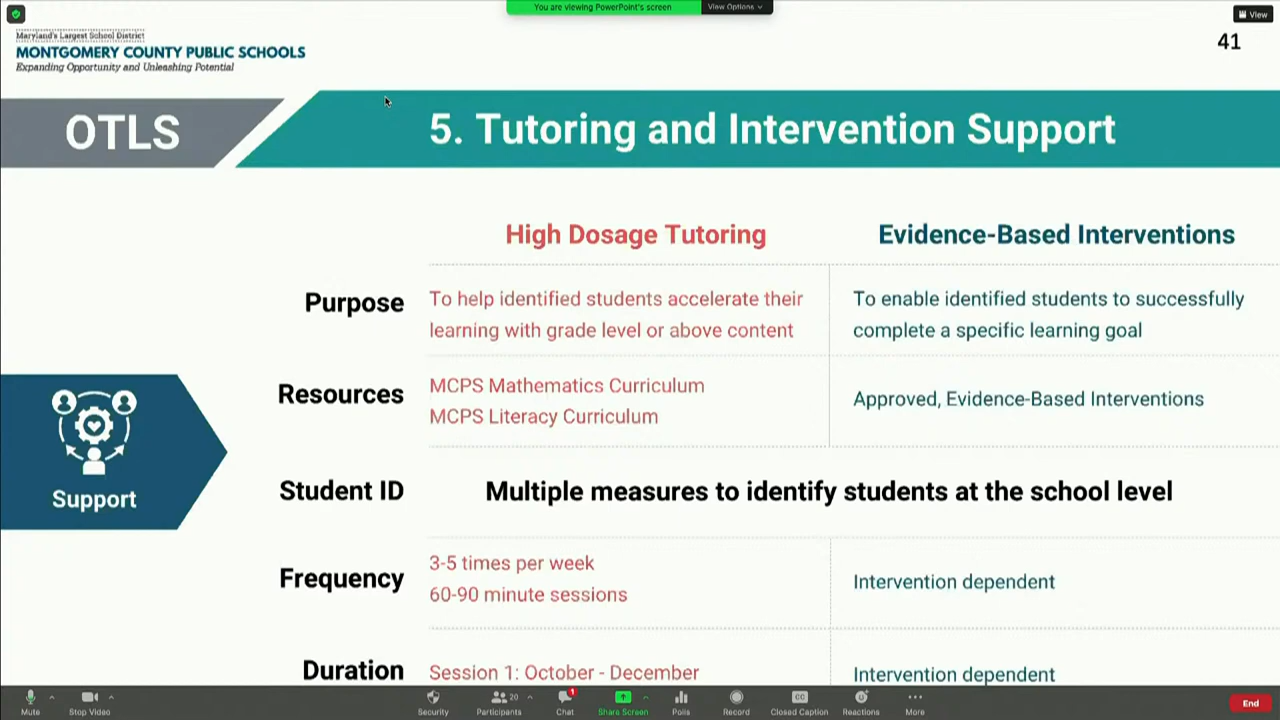 You are viewing PowerPoint's screen
View Options
View
Maryland's Largest School District
MONTGOMERY COUNTY PUBLIC SCHOOLS
Expanding Opportunity and Unleashing Potential
41
OTLS
5. Tutoring and Intervention Support
High Dosage Tutoring
Evidence-Based Interventions
Purpose
To help identified students accelerate their
learning with grade level or above content
To enable identified students to successfully
complete a specific learning goal
Resources
MCPS Mathematics Curriculum
MCPS Literacy Curriculum
Approved, Evidence-Based Interventions
Support
Student ID
Multiple measures to identify students at the school level
Frequency
3-5 times per week
60-90 minute sessions
Intervention dependent
Duration
Session 1: October - December
Intervention dependent
Mute
Stop Video
Security
Participants
20
Chat
1
Share Screen
Polls
Record
CC
Closed Caption
Reactions
More
End